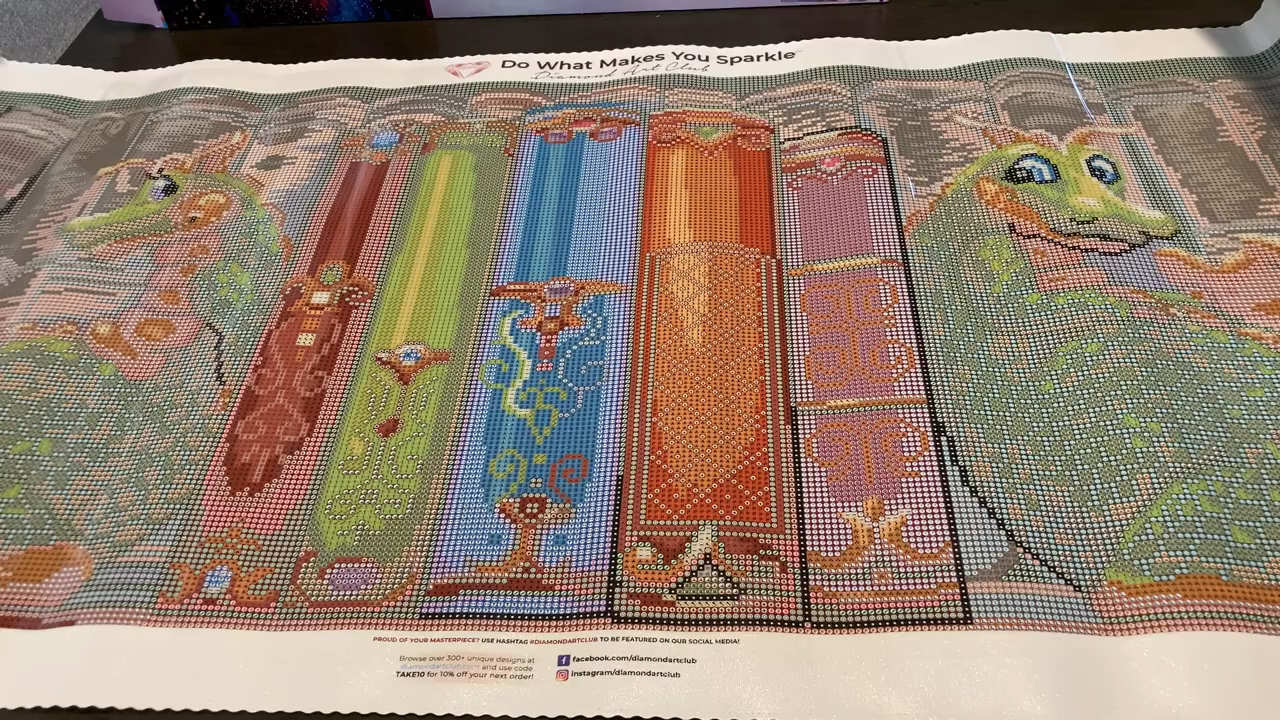 Do What Makes You Sparkle
Diamond Art Club
PROUD OF YOUR MASTERPIECE? USE HASHTAG #DIAMONDARTCLUB TO BE FEATURED ON OUR SOCIAL MEDIA!
Browse over 300+ unique designs at
diamondartclub.com and use code
TAKE10 for 10% off your next order!
facebook.com/diamondartclub
instagram/diamondartclub